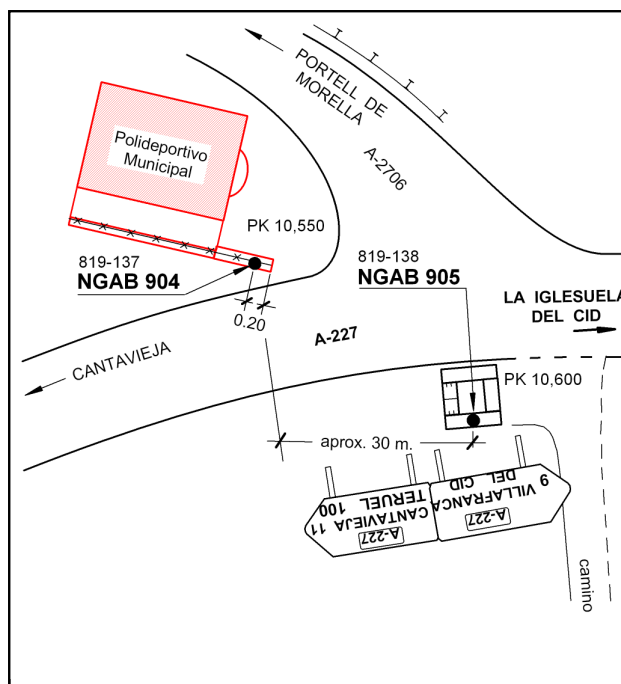 PORTELL DE
MORELLA
A-2706
Polideportivo
Municipal
PK 10,550
819-137
NGAB 904
819-138
NGAB 905
0.20
A-227
LA IGLESUELA
DEL CID
CANTAVIEJA
PK 10,600
aprox. 30 m.
9 VILLAFRANCA
DEL CID
A-227
CANTAVIEJA 11
TERUEL 100
A-227
camino